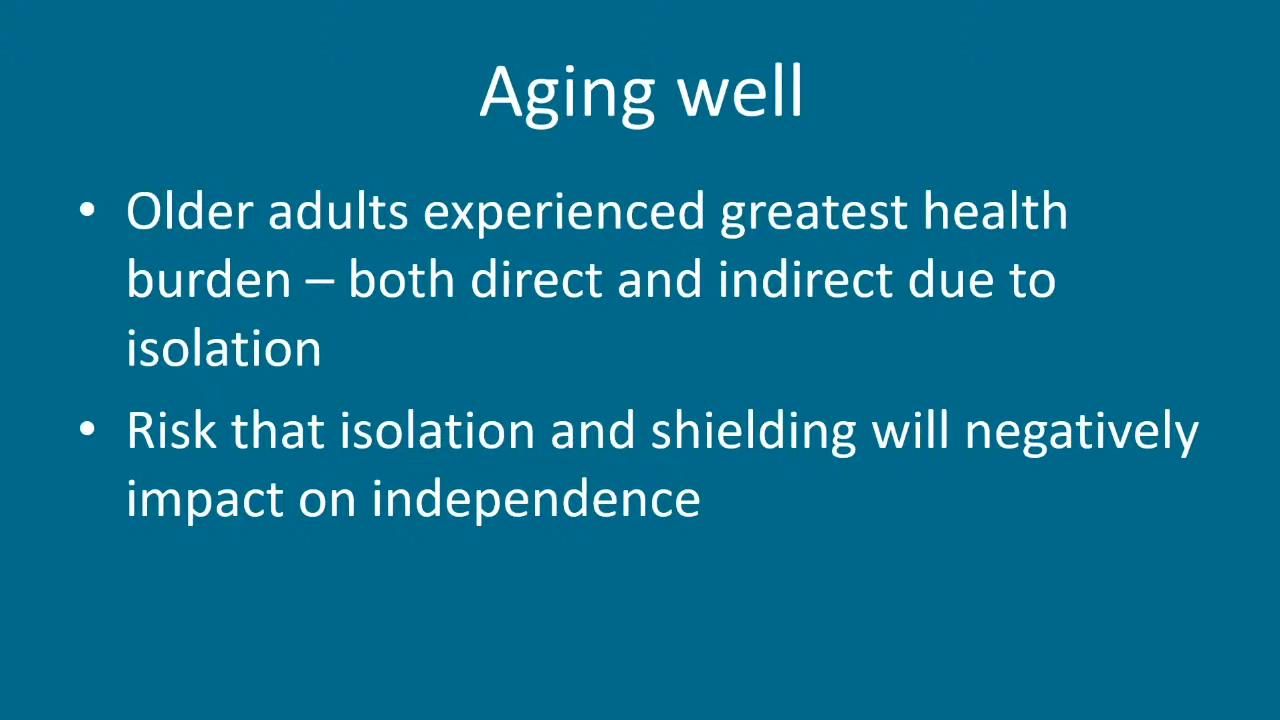 Aging well
• Older adults experienced greatest health
burden – both direct and indirect due to
isolation
• Risk that isolation and shielding will negatively
impact on independence